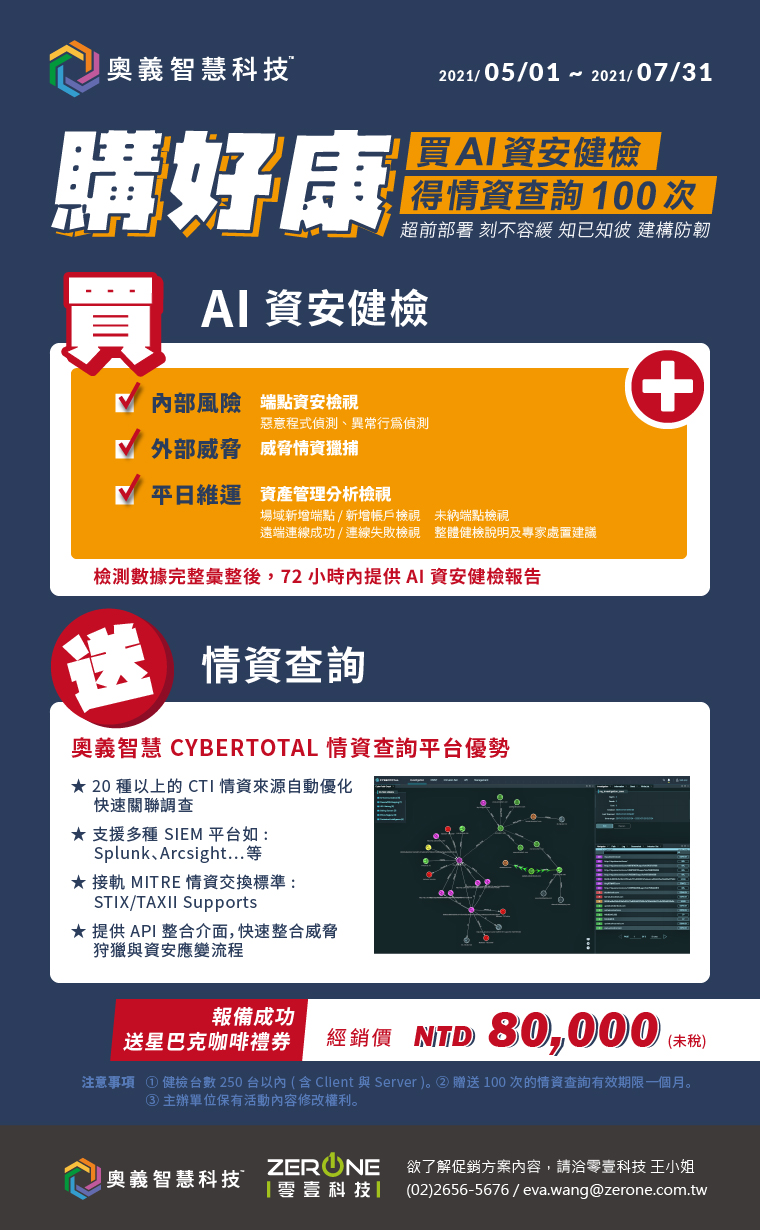 奧義智慧科技™
2021/ 05/01 ~ 2021/ 07/31
購好康
買AI資安健檢
得情資查詢100次
超前部署 刻不容緩 知已知彼 建構防韌
買
AI 資安健檢
內部風險 端點資安檢視
惡意程式偵測、異常行為偵測
外部威脅 威脅情資獵捕
平日維運 資產管理分析檢視
場域新增端點 / 新增帳戶檢視 未納端點檢視
遠端連線成功 / 連線失敗檢視 整體健檢說明及專家處置建議
檢測數據完整彙整後，72 小時內提供 AI 資安健檢報告
送
情資查詢
奧義智慧 CYBERTOTAL 情資查詢平台優勢
★ 20 種以上的 CTI 情資來源自動優化
快速關聯調查
★ 支援多種 SIEM 平台如 :
Splunk、Arcsight...等
★ 接軌 MITRE 情資交換標準 :
STIX/TAXII Supports
★ 提供 API 整合介面，快速整合威脅
狩獵與資安應變流程
報備成功
送星巴克咖啡禮券
經銷價 NTD 80,000 (未稅)
注意事項 ① 健檢台數 250 台以內 ( 含 Client 與 Server )。② 贈送 100 次的情資查詢有效期限一個月。
③ 主辦單位保有活動內容修改權利。
奧義智慧科技™
ZERONE
零壹科技
欲了解促銷方案內容，請洽零壹科技 王小姐
(02)2656-5676 / eva.wang@zerone.com.tw